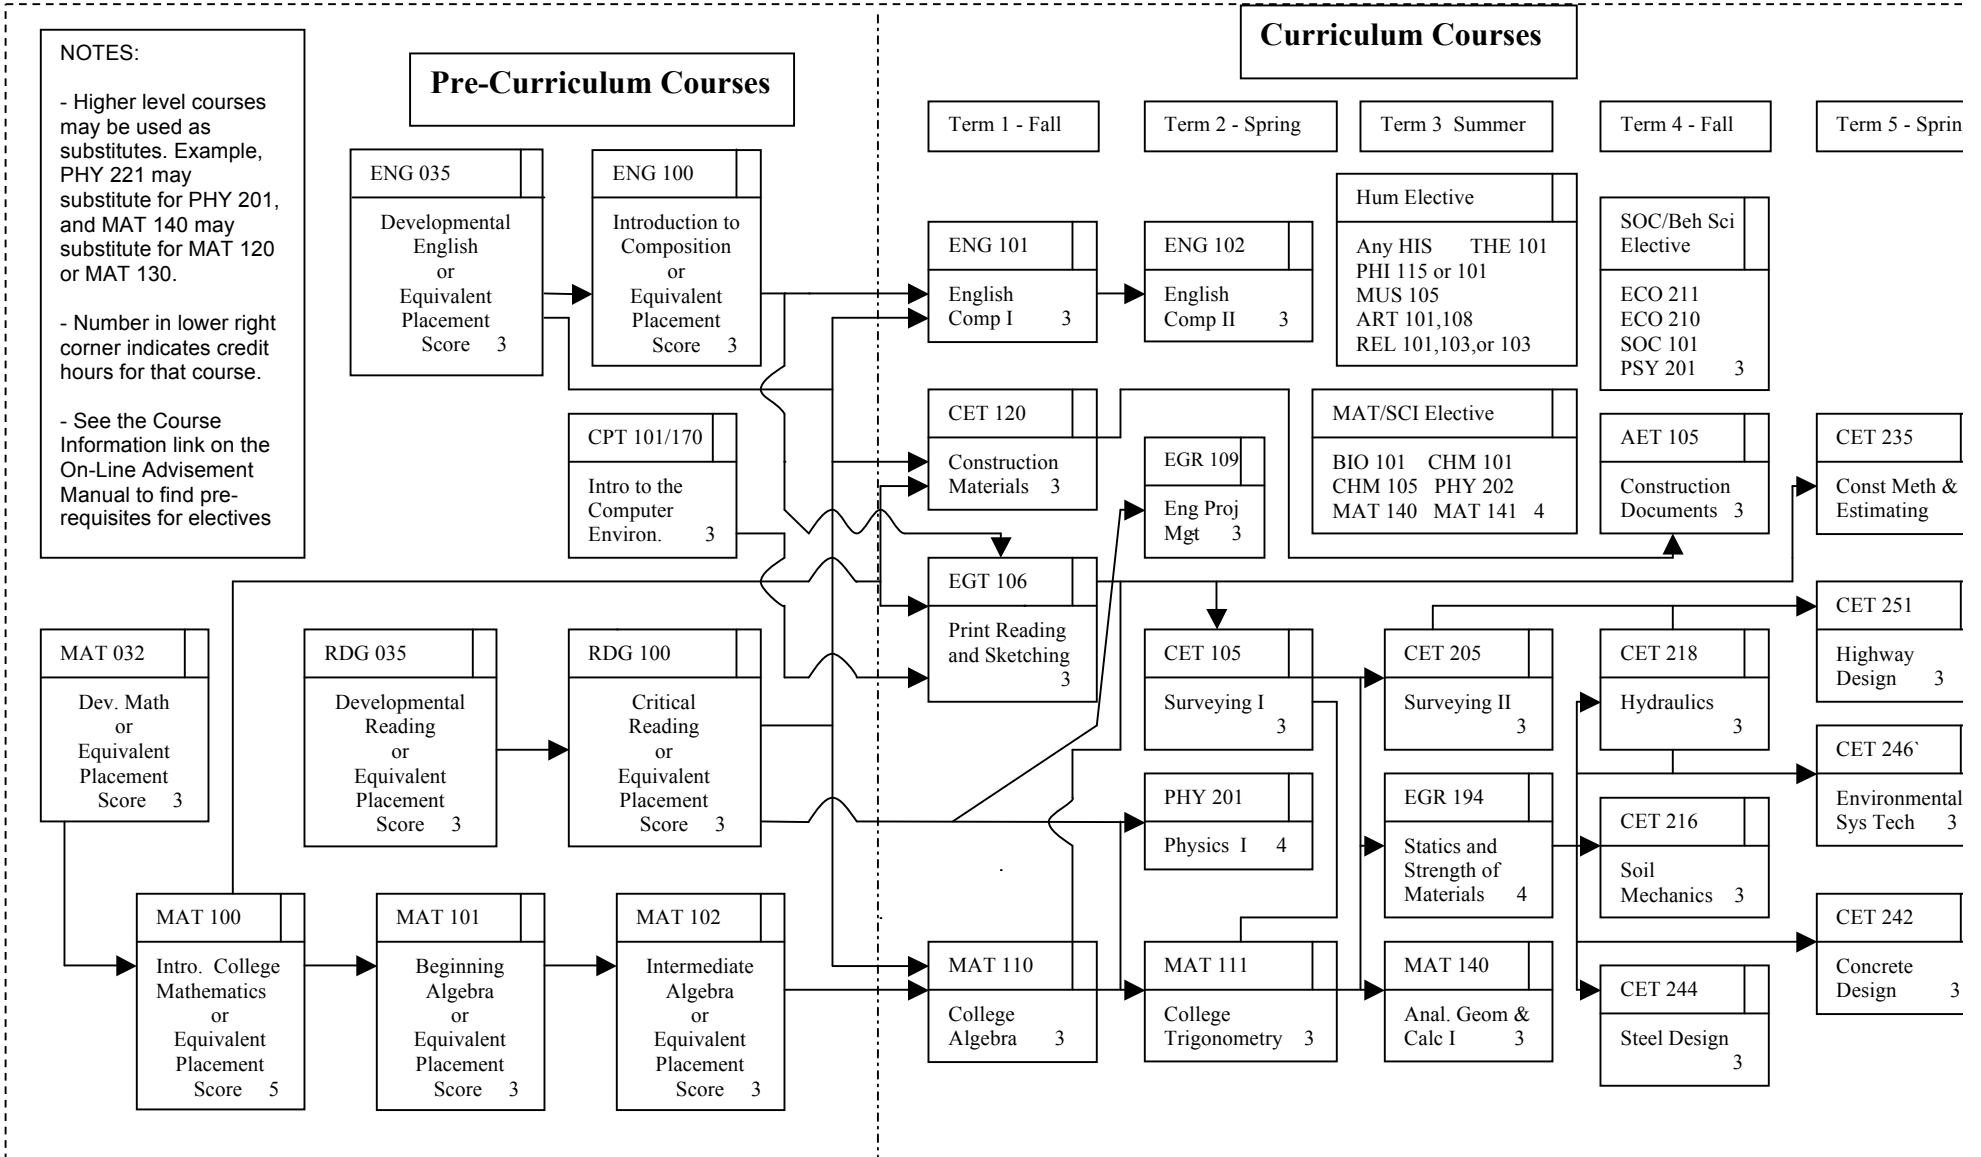 NOTES:
- Higher level courses
may be used as
substitutes. Example,
PHY 221 may
substitute for PHY 201,
and MAT 140 may
substitute for MAT 120
or MAT 130.
- Number in lower right
corner indicates credit
hours for that course.
- See the Course
Information link on the
On-Line Advisement
Manual to find pre-
requisites for electives
Pre-Curriculum Courses
ENG 035
Developmental
English
or
Equivalent
Placement
Score 3
ENG 100
Introduction to
Composition
or
Equivalent
Placement
Score 3
CPT 101/170
Intro to the
Computer
Environ. 3
MAT 032
Dev. Math
or
Equivalent
Placement
Score 3
RDG 035
Developmental
Reading
or
Equivalent
Placement
Score 3
RDG 100
Critical
Reading
or
Equivalent
Placement
Score 3
MAT 100
Intro. College
Mathematics
or
Equivalent
Placement
Score 5
MAT 101
Beginning
Algebra
or
Equivalent
Placement
Score 3
MAT 102
Intermediate
Algebra
or
Equivalent
Placement
Score 3
Curriculum Courses
Term 1 - Fall
ENG 101
English
Comp I 3
CET 120
Construction
Materials 3
EGT 106
Print Reading
and Sketching
3
MAT 110
College
Algebra 3
Term 2 - Spring
ENG 102
English
Comp II 3
EGR 109
Eng Proj
Mgt 3
CET 105
Surveying I
3
PHY 201
Physics I 4
MAT 111
College
Trigonometry 3
Term 3 Summer
Hum Elective
Any HIS THE 101
PHI 115 or 101
MUS 105
ART 101,108
REL 101,103,or 103
MAT/SCI Elective
BIO 101 CHM 101
CHM 105 PHY 202
MAT 140 MAT 141 4
CET 205
Surveying II
3
EGR 194
Statics and
Strength of
Materials 4
MAT 140
Anal. Geom &
Calc I 3
Term 4 - Fall
SOC/Beh Sci
Elective
ECO 211
ECO 210
SOC 101
PSY 201 3
AET 105
Construction
Documents 3
CET 218
Hydraulics
3
CET 216
Soil
Mechanics 3
CET 244
Steel Design
3
Term 5 - Sprin
CET 235
Const Meth &
Estimating
CET 251
Highway
Design 3
CET 246`
Environmental
Sys Tech 3
CET 242
Concrete
Design
3